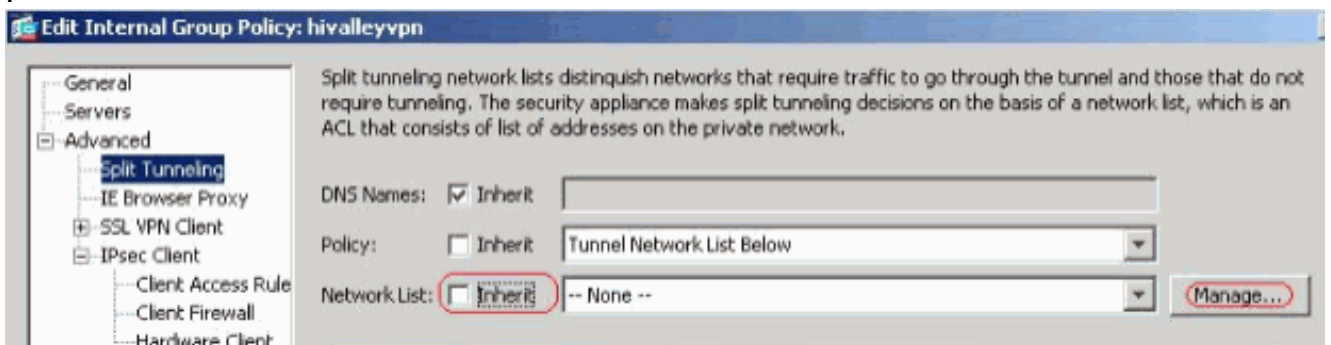 Edit Internal Group Policy: hivalleyvpn
General
Servers
Advanced
Split Tunneling
IE Browser Proxy
SSL VPN Client
IPsec Client
Client Access Rule
Client Firewall
Hardware Client
Split tunneling network lists distinquish networks that require traffic to go through the tunnel and those that do not
require tunneling. The security appliance makes split tunneling decisions on the basis of a network list, which is an
ACL that consists of list of addresses on the private network.
DNS Names: Inherit
Policy: Inherit Tunnel Network List Below
Network List: Inherit -- None -- Manage...